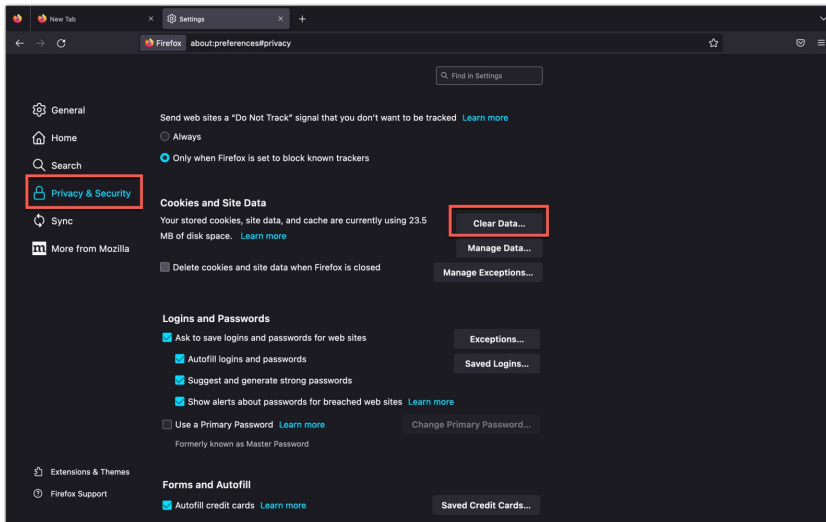 New Tab
Settings
Firefox about:preferences#privacy
Find in Settings
General
Home
Search
Privacy & Security
Sync
More from Mozilla
Extensions & Themes
Firefox Support
Send web sites a “Do Not Track” signal that you don’t want to be tracked Learn more
Always
Only when Firefox is set to block known trackers
Cookies and Site Data
Your stored cookies, site data, and cache are currently using 23.5
MB of disk space. Learn more
Clear Data...
Manage Data...
Delete cookies and site data when Firefox is closed
Manage Exceptions...
Logins and Passwords
Ask to save logins and passwords for web sites
Exceptions...
Autofill logins and passwords
Saved Logins...
Suggest and generate strong passwords
Show alerts about passwords for breached web sites Learn more
Use a Primary Password Learn more
Change Primary Password...
Formerly known as Master Password
Forms and Autofill
Autofill credit cards Learn more
Saved Credit Cards...